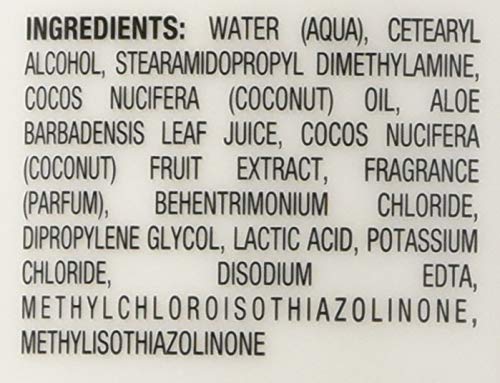 INGREDIENTS: WATER (AQUA), CETEARYL
ALCOHOL, STEARAMIDOPROPYL DIMETHYLAMINE,
COCOS NUCIFERA (COCONUT) OIL, ALOE
BARBADENSIS LEAF JUICE, COCOS NUCIFERA
(COCONUT) FRUIT EXTRACT, FRAGRANCE
(PARFUM), BEHENTRIMONIUM CHLORIDE,
DIPROPYLENE GLYCOL, LACTIC ACID, POTASSIUM
CHLORIDE, DISODIUM EDTA,
METHYLCHLOROISOTHIAZOLINONE,
METHYLISOTHIAZOLINONE